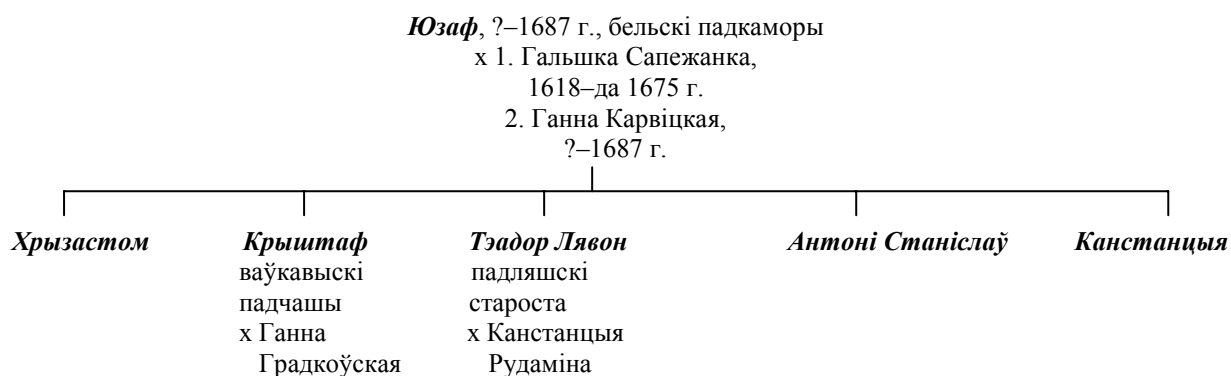 Юзаф, ?–1687 г., бельскі падкаморы
х 1. Гальшка Сапежанка,
1618–да 1675 г.
2. Ганна Карвіцкая,
?–1687 г.
Хрызастом Крыштаф Тэадор Лявон Антоні Станіслаў Канстанцыя
ваўкавыскі падляшскі
падчашы староста
х Ганна х Канстанцыя
Градкоўская Рудаміна